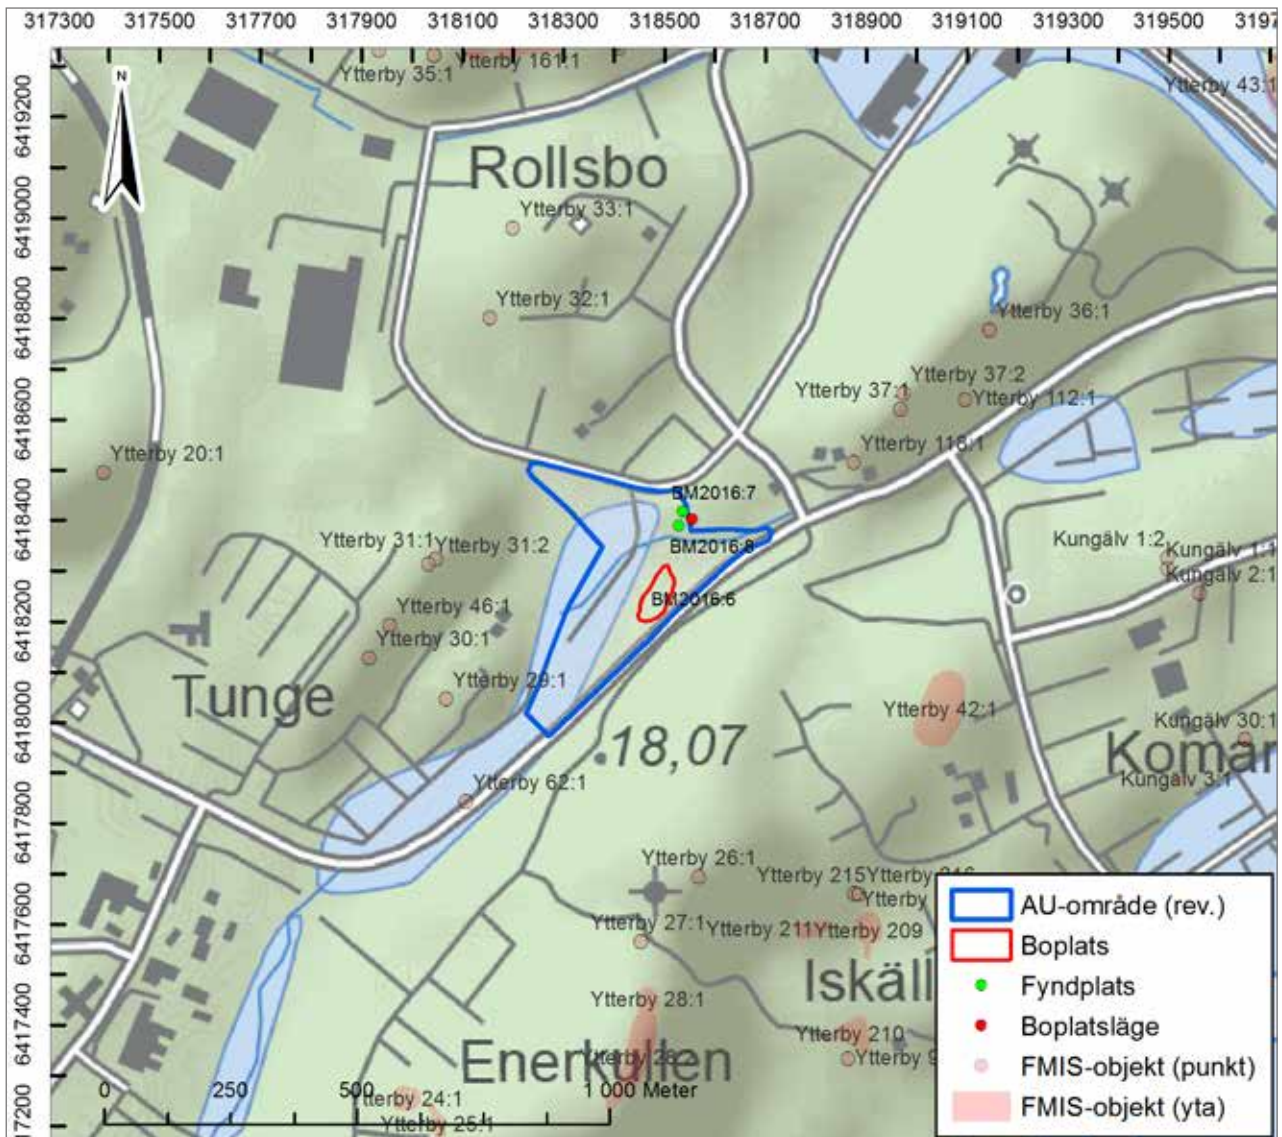 317300 317500 317700 317900 318100 318300 318500 318700 318900 319100 319300 319500
Ytterby 35:1
Ytterby 161:1
Ytterby 43:1
6419200
N
Rollsbo
6419000
Ytterby 33:1
6418800
Ytterby 32:1
Ytterby 36:1
6418600
Ytterby 37:2
Ytterby 37:1
Ytterby 112:1
Ytterby 20:1
Ytterby 118:1
BM2016:7
6418400
BM2016:8
Ytterby 31:1
Ytterby 31:2
Kungälv 1:2
Kungälv 1:1
Kungälv 2:1
6418200
Ytterby 46:1
BM2016:6
Ytterby 30:1
Tunge
Ytterby 29:1
6418000
Ytterby 42:1
18,07
Kungälv 30:1
Komar
Kungälv 3:1
6417800
Ytterby 62:1
Ytterby 26:1
Ytterby 215
Ytterby
6417600
Ytterby 27:1
Ytterby 211
Ytterby 209
Iskäll
Ytterby 28:1
6417400
Ytterby 210
Enerkullen
0 250 500 1 000 Meter
Ytterby 24:1
Ytterby 25:1
AU-område (rev.)
Boplats
Fyndplats
Boplatsläge
FMIS-objekt (punkt)
FMIS-objekt (yta)